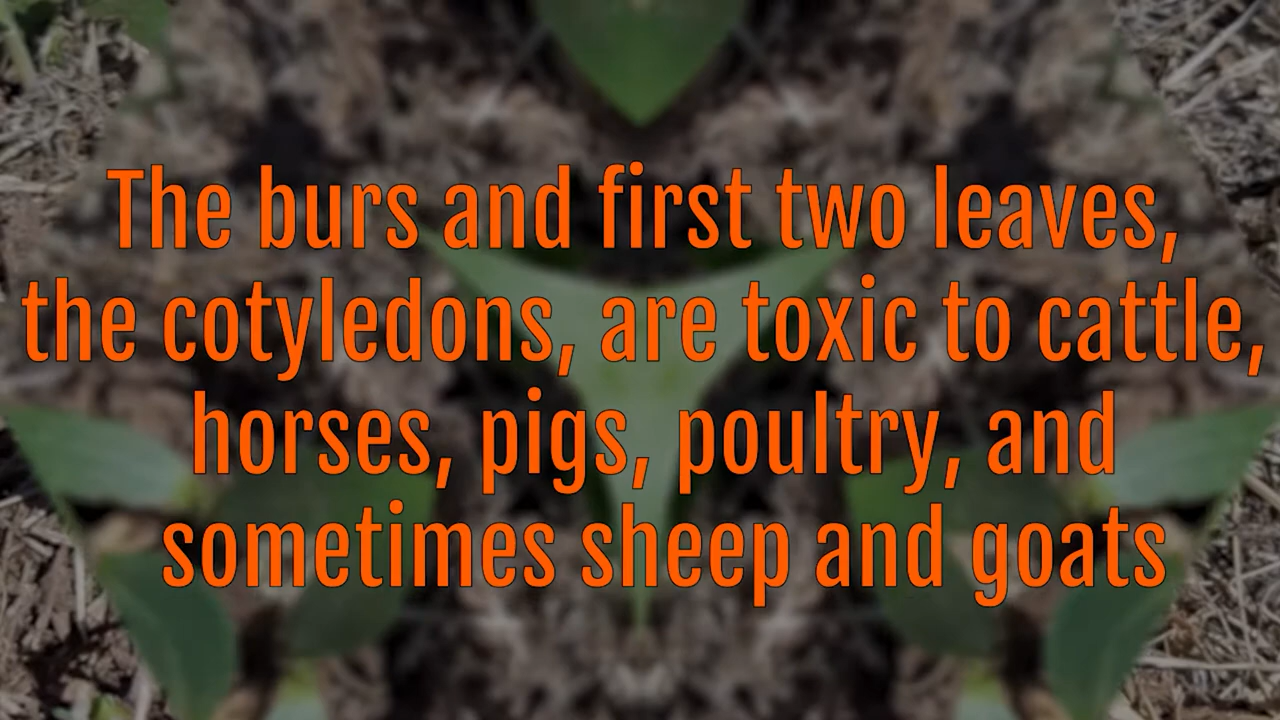 The burs and first two leaves,
the cotyledons, are toxic to cattle,
horses, pigs, poultry, and
sometimes sheep and goats